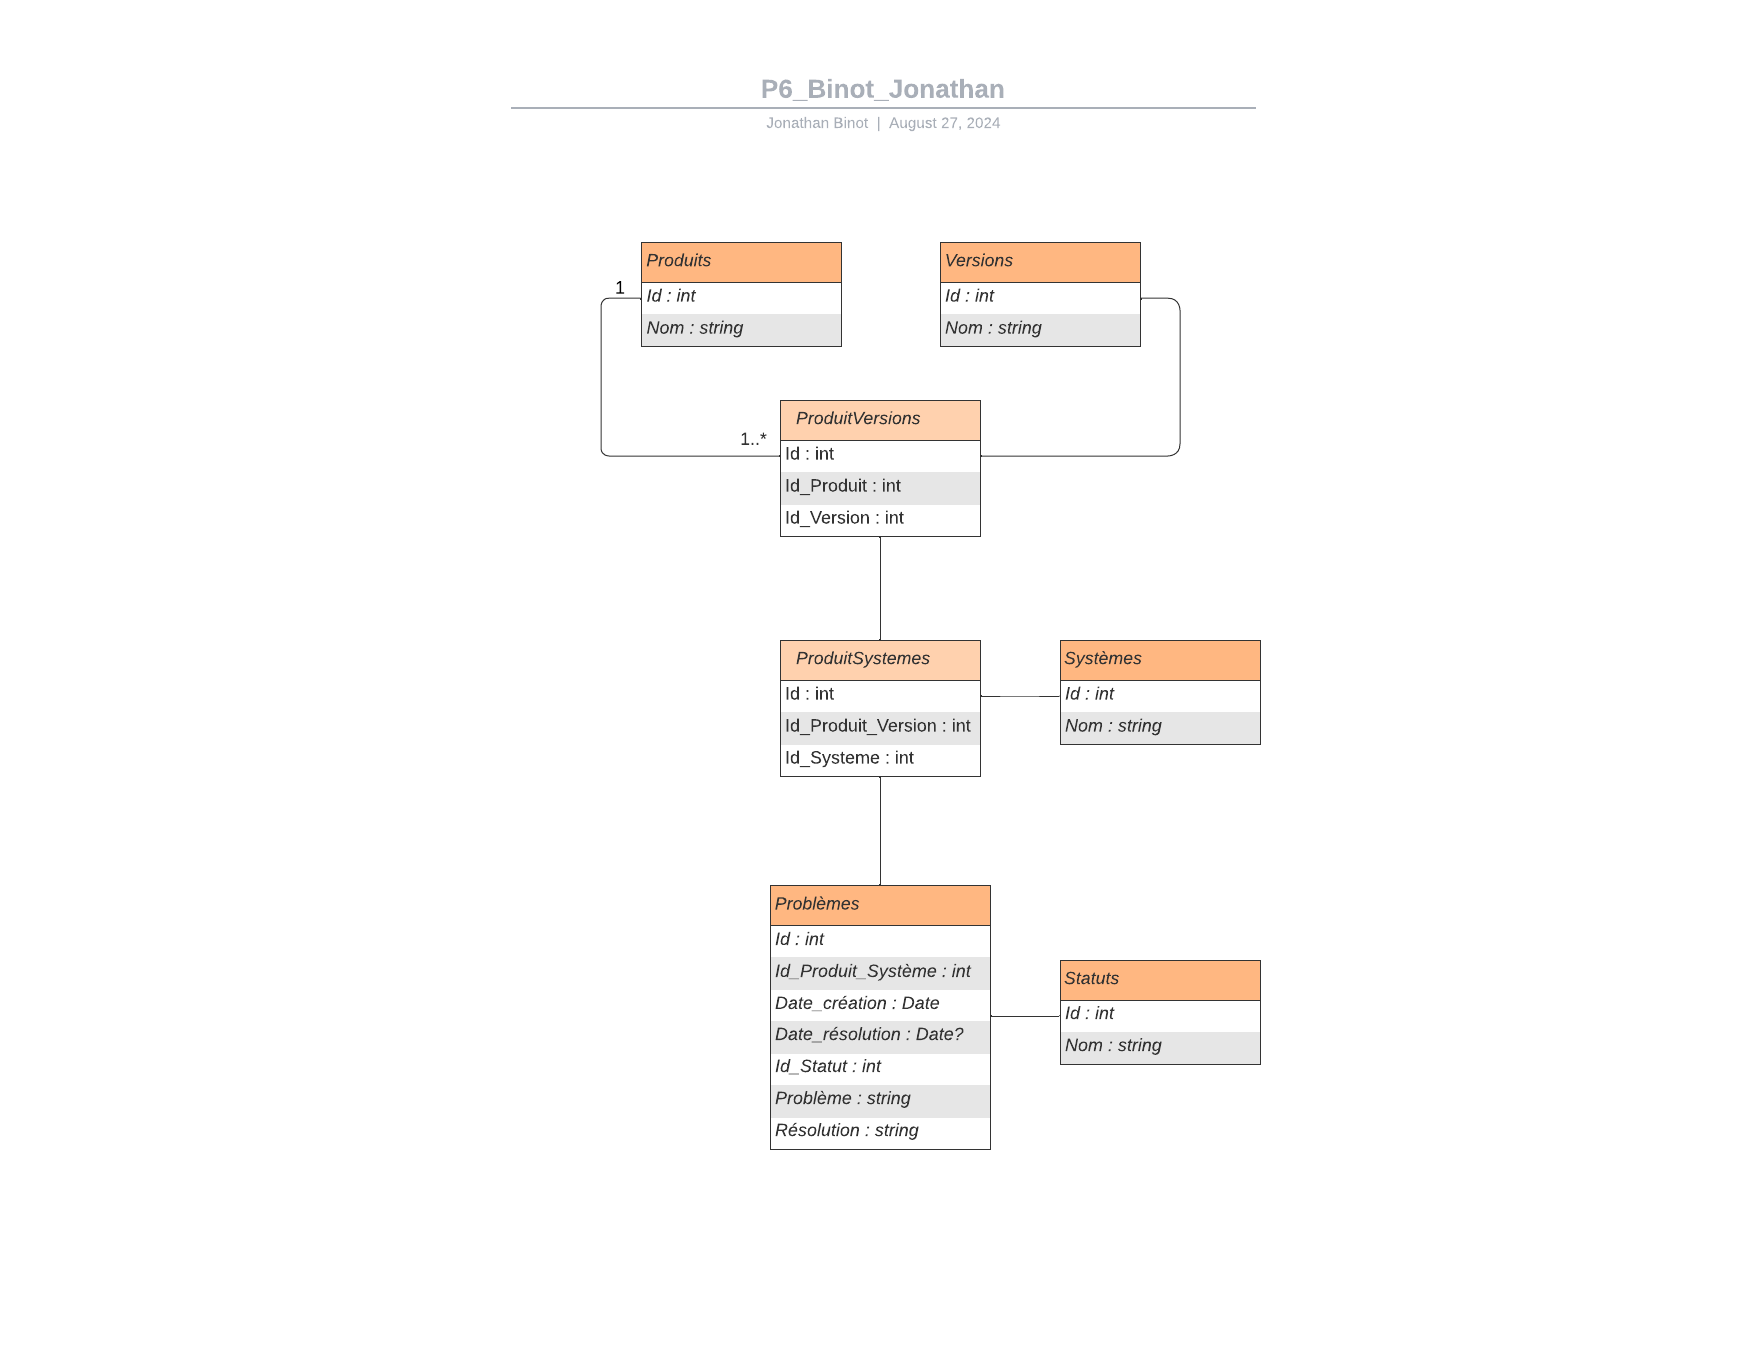 P6_Binot_Jonathan
Jonathan Binot | August 27, 2024
Produits
Id : int
Nom : string
Versions
Id : int
Nom : string
1
1..*
ProduitVersions
Id : int
Id_Produit : int
Id_Version : int
ProduitSystemes
Id : int
Id_Produit_Version : int
Id_Systeme : int
Systèmes
Id : int
Nom : string
Problèmes
Id : int
Id_Produit_Système : int
Date_création : Date
Date_résolution : Date?
Id_Statut : int
Problème : string
Résolution : string
Statuts
Id : int
Nom : string